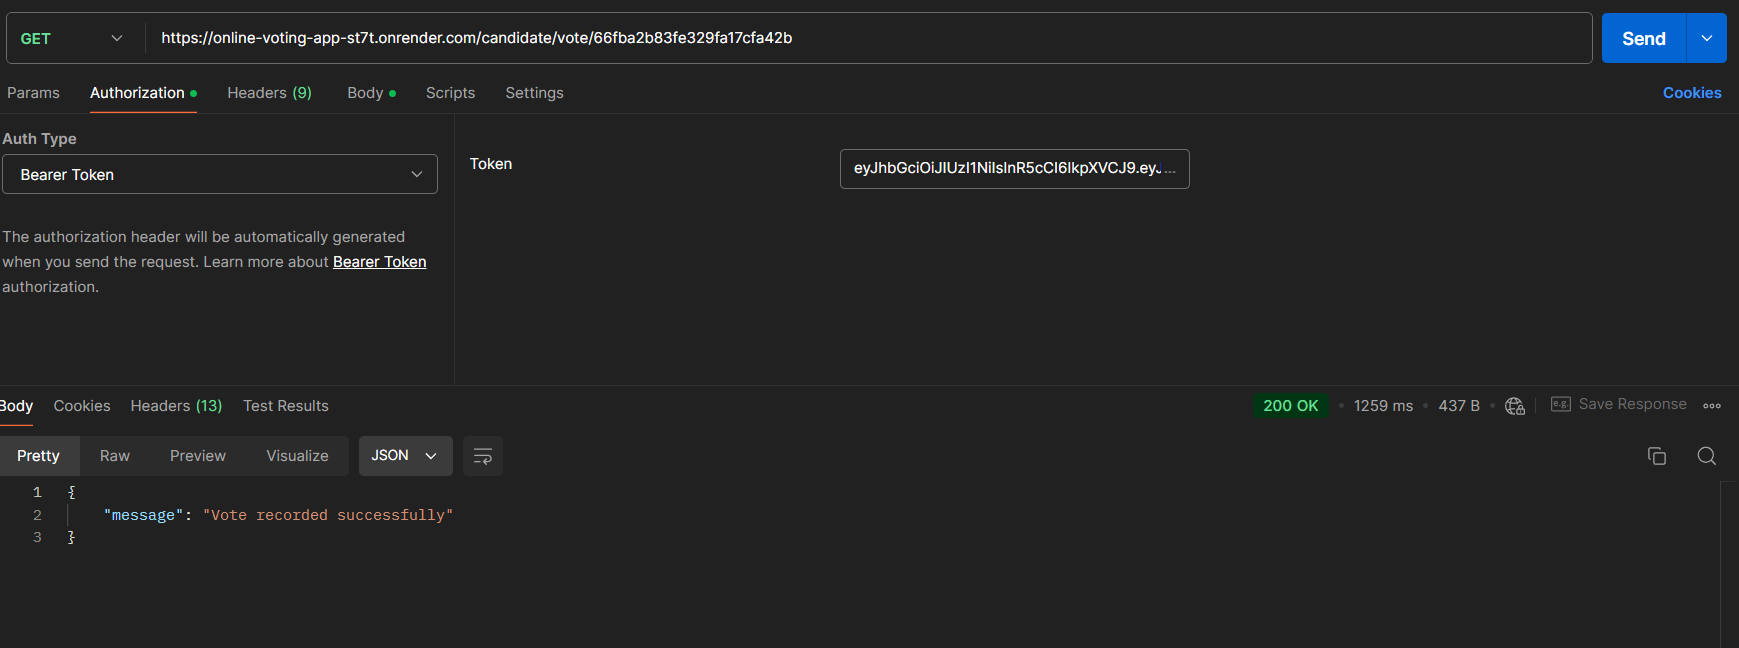 GET https://online-voting-app-st7t.onrender.com/candidate/vote/66fba2b83fe329fa17cfa42b Send
Params Authorization Headers (9) Body Scripts Settings Cookies
Auth Type
Bearer Token
Token eyJhbGciOiJIUzI1NiIsInR5cCI6IkpXVCJ9.eyJ...
The authorization header will be automatically generated
when you send the request. Learn more about Bearer Token
authorization.
Body Cookies Headers (13) Test Results 200 OK • 1259 ms • 437 B • e.g. Save Response
Pretty Raw Preview Visualize JSON
1 {
2 "message": "Vote recorded successfully"
3 }